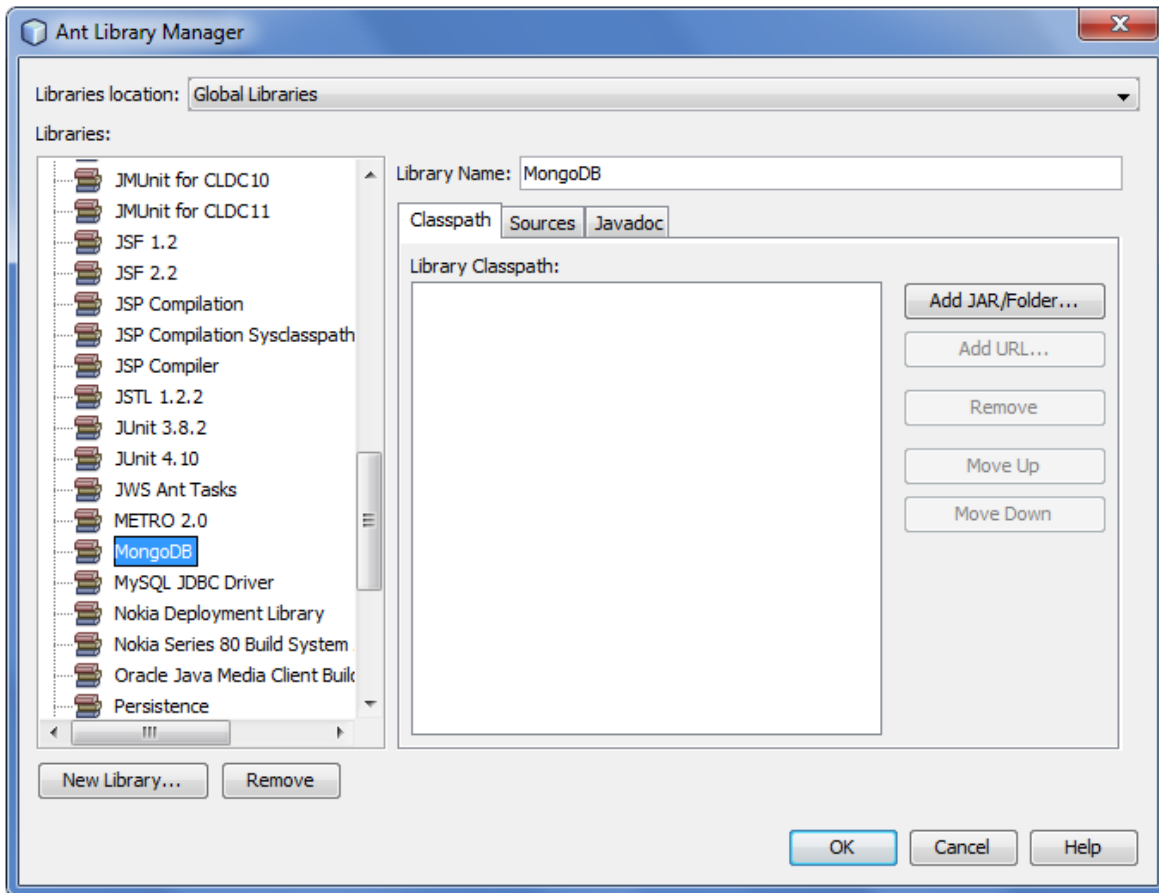 Ant Library Manager
Libraries location: Global Libraries
Libraries:
JMUnit for CLDC10
JMUnit for CLDC11
JSF 1.2
JSF 2.2
JSP Compilation
JSP Compilation Sysclasspath
JSP Compiler
JSTL 1.2.2
JUnit 3.8.2
JUnit 4.10
JWS Ant Tasks
METRO 2.0
MongoDB
MySQL JDBC Driver
Nokia Deployment Library
Nokia Series 80 Build System
Oracle Java Media Client Build
Persistence
New Library... Remove
Library Name: MongoDB
Classpath Sources Javadoc
Library Classpath:
Add JAR/Folder...
Add URL...
Remove
Move Up
Move Down
OK Cancel Help